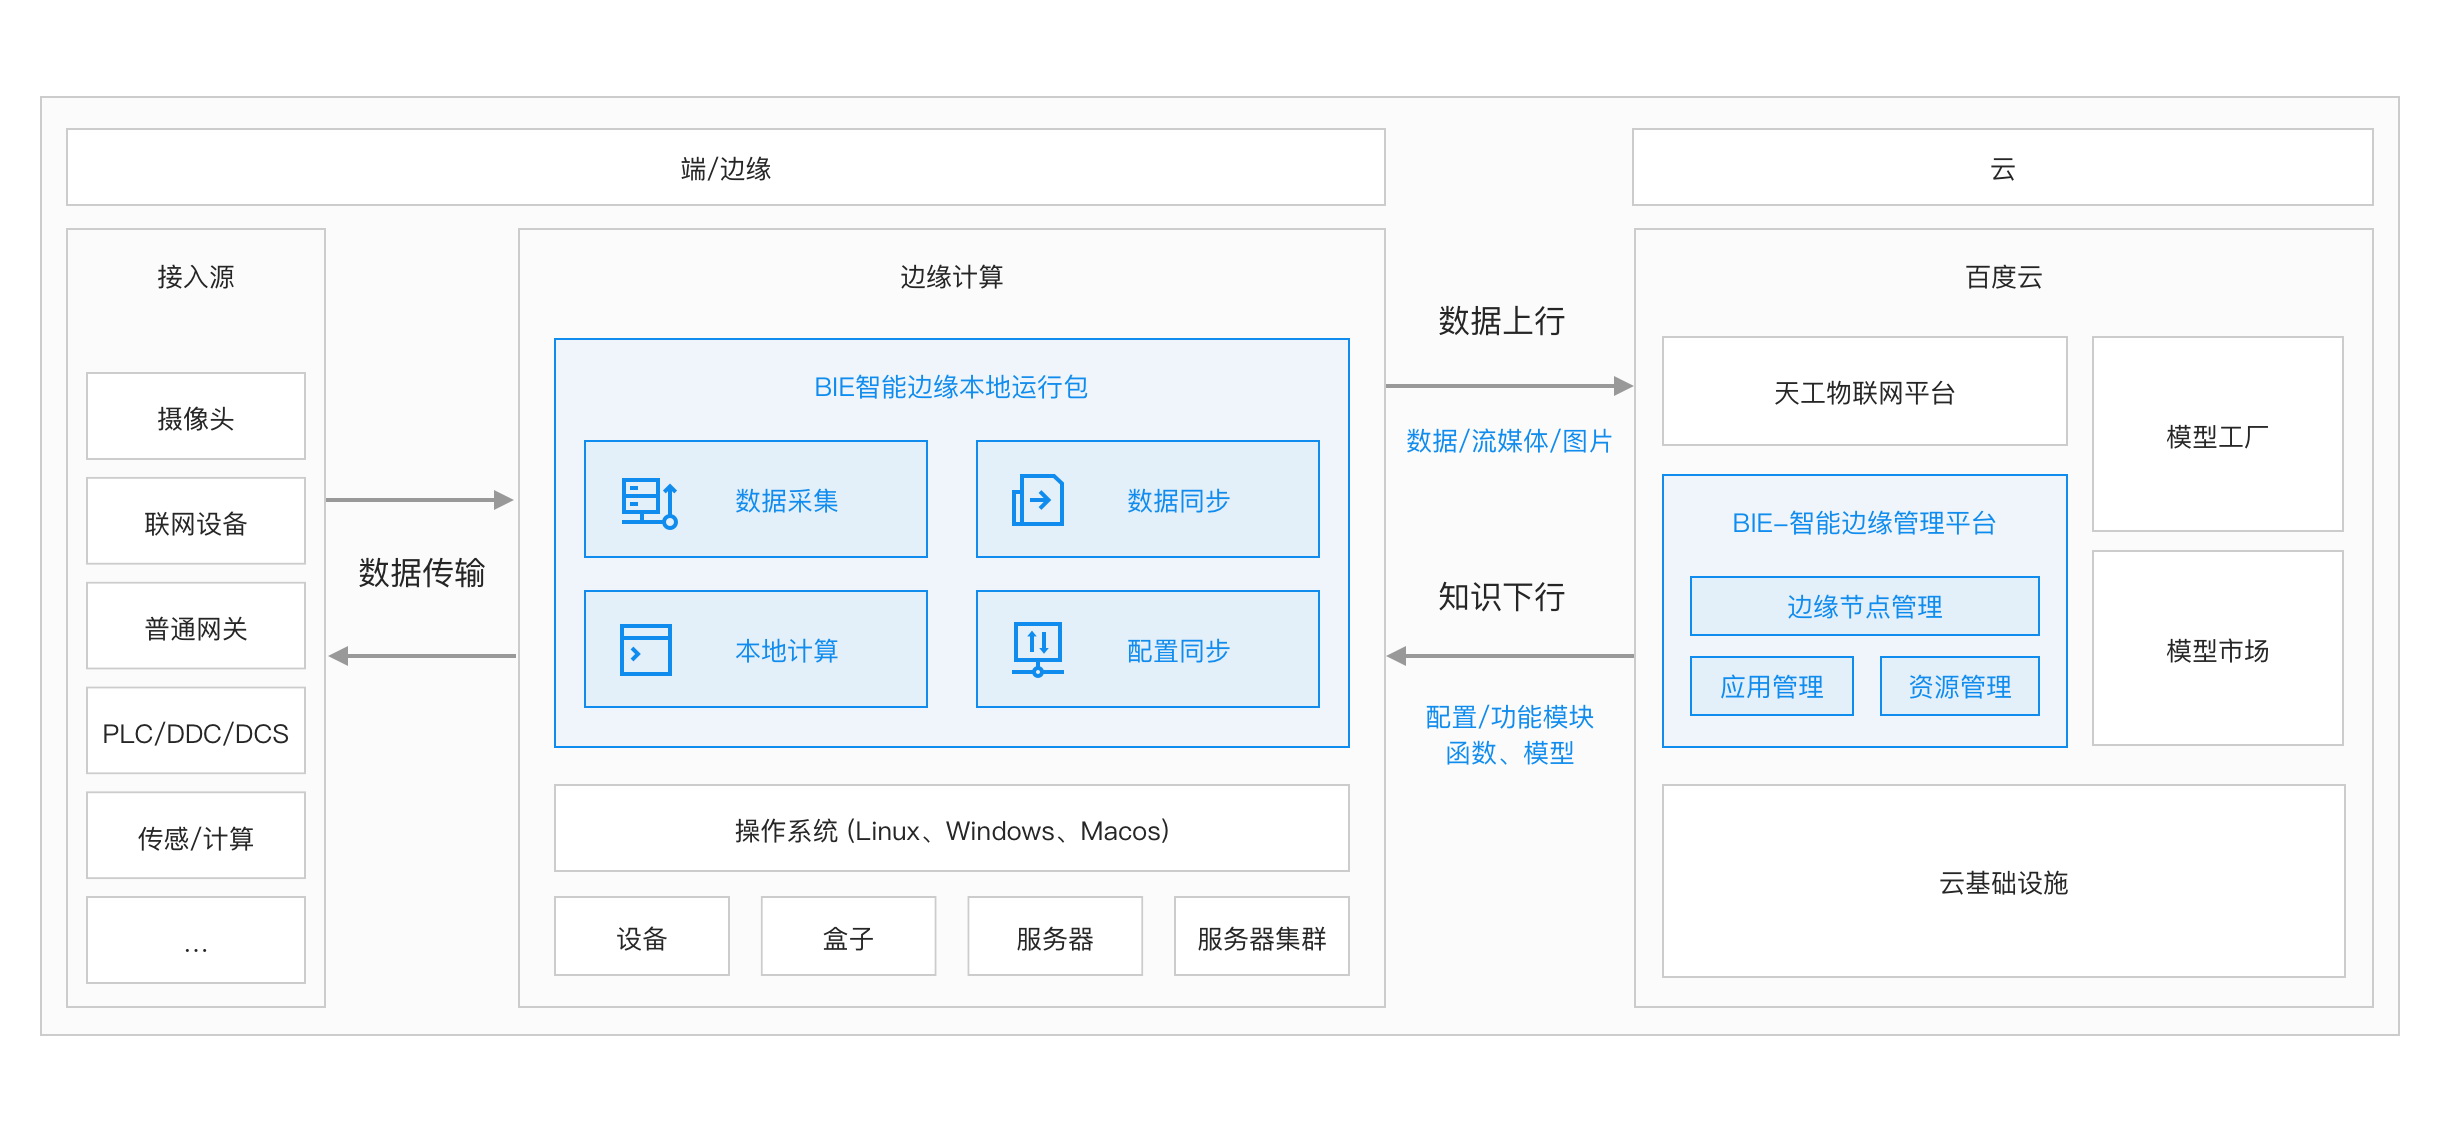 端/边缘
云
接入源
摄像头
联网设备
普通网关
PLC/DDC/DCS
传感/计算
...
数据传输
边缘计算
BIE智能边缘本地运行包
数据采集
数据同步
本地计算
配置同步
操作系统 (Linux、Windows、Macos)
设备
盒子
服务器
服务器集群
数据上行
数据/流媒体/图片
知识下行
配置/功能模块
函数、模型
百度云
天工物联网平台
BIE-智能边缘管理平台
边缘节点管理
应用管理
资源管理
模型工厂
模型市场
云基础设施